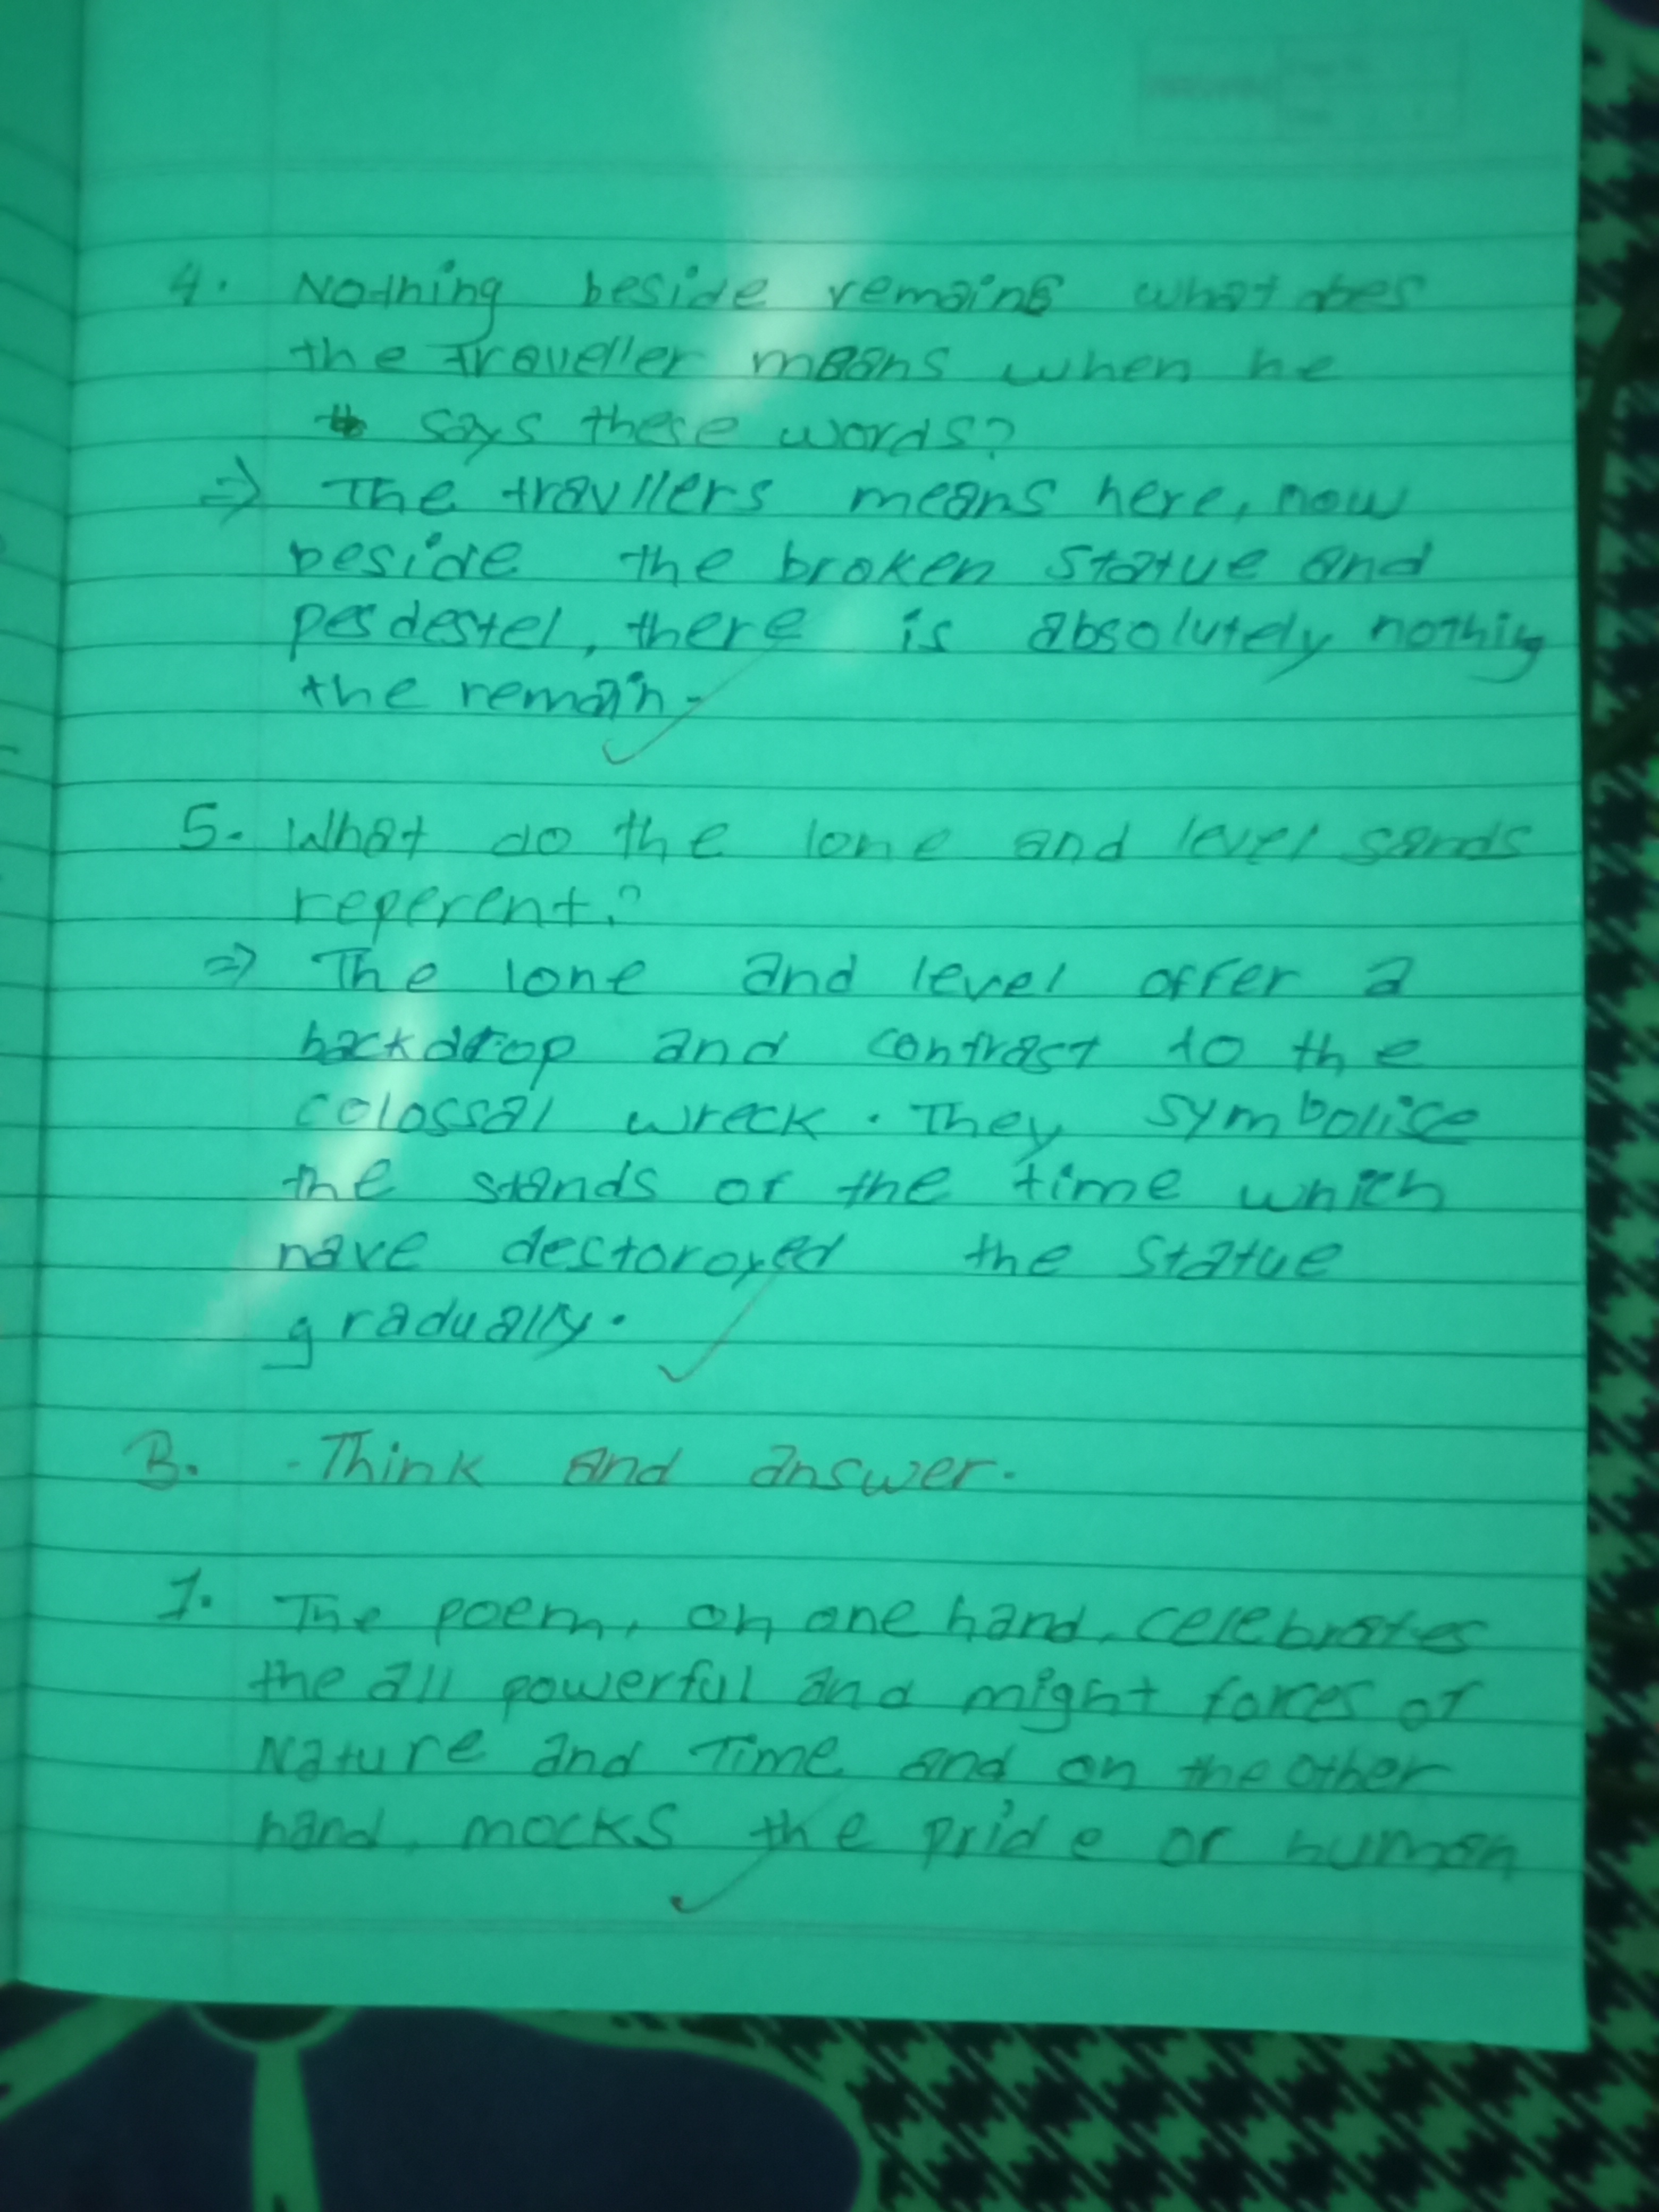 4. Nothing beside remains what does
the traveller means when he
says these words?
⇒ The travllers means here, now
beside the broken statue and
pesdestel, there is absolutely nothing
the remain.
5. What do the lone and level sands
reperent?
⇒ The lone and level offer a
backdrop and contrast to the
colossal wreck. They symbolise
the stands of the time which
have dectoroyed the statue
gradually.
B. Think and answer.
1. The poem, on one hand, celebrates
the all powerful and might forces of
Nature and Time and on the other
hand, mocks the pride of human